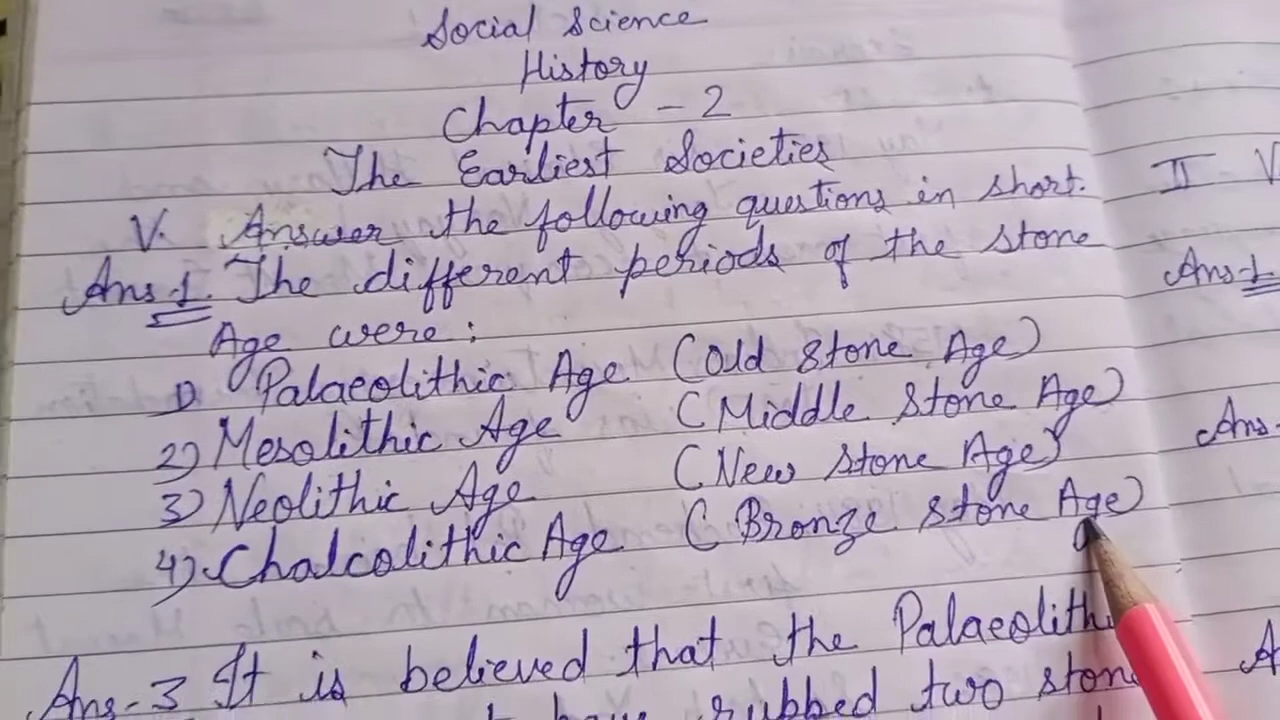 Social Science
History
Chapter - 2
The Earliest Societies
V. Answer the following questions in short.
Ans-1. The different periods of the stone
Age were:
1) Palaeolithic Age (Old Stone Age)
2) Mesolithic Age (Middle Stone Age)
3) Neolithic Age (New Stone Age)
4) Chalcolithic Age (Bronze Stone Age)
Ans-3 It is believed that the
rubbed two
II V
Ans-1
Ans-